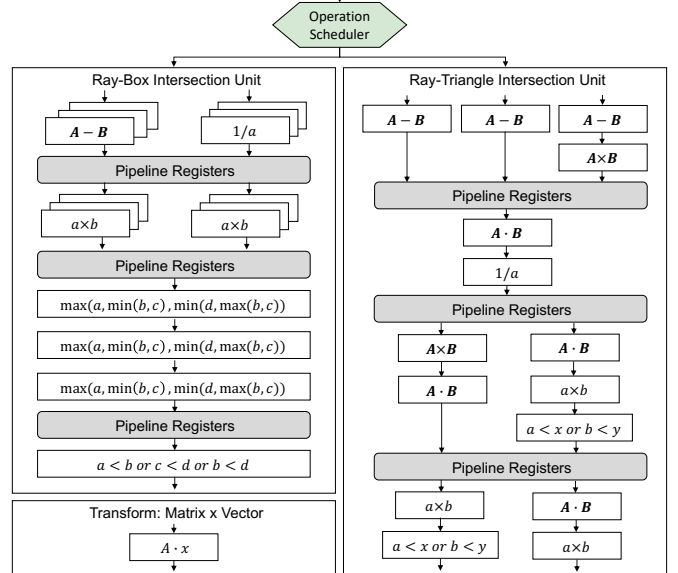 Operation
Scheduler
Ray-Box Intersection Unit
A − B
1/a
Pipeline Registers
a×b
a×b
Pipeline Registers
max(a, min(b, c) , min(d, max(b, c))
max(a, min(b, c) , min(d, max(b, c))
max(a, min(b, c) , min(d, max(b, c))
Pipeline Registers
a < b or c < d or b < d
Transform: Matrix x Vector
A · x
Ray-Triangle Intersection Unit
A − B
A − B
A − B
A×B
Pipeline Registers
A · B
1/a
Pipeline Registers
A×B
A · B
A · B
a×b
a < x or b < y
Pipeline Registers
a×b
A · B
a < x or b < y
a×b